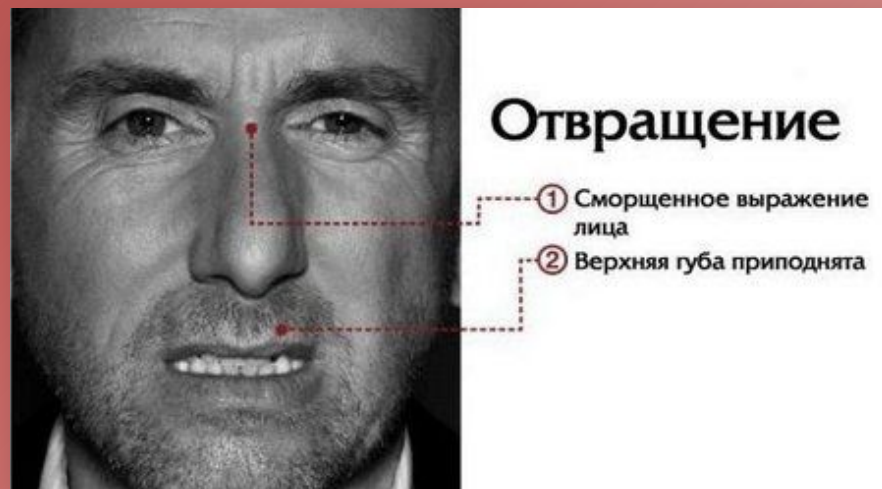 Отвращение
① Сморщенное выражение
лица
② Верхняя губа приподнята